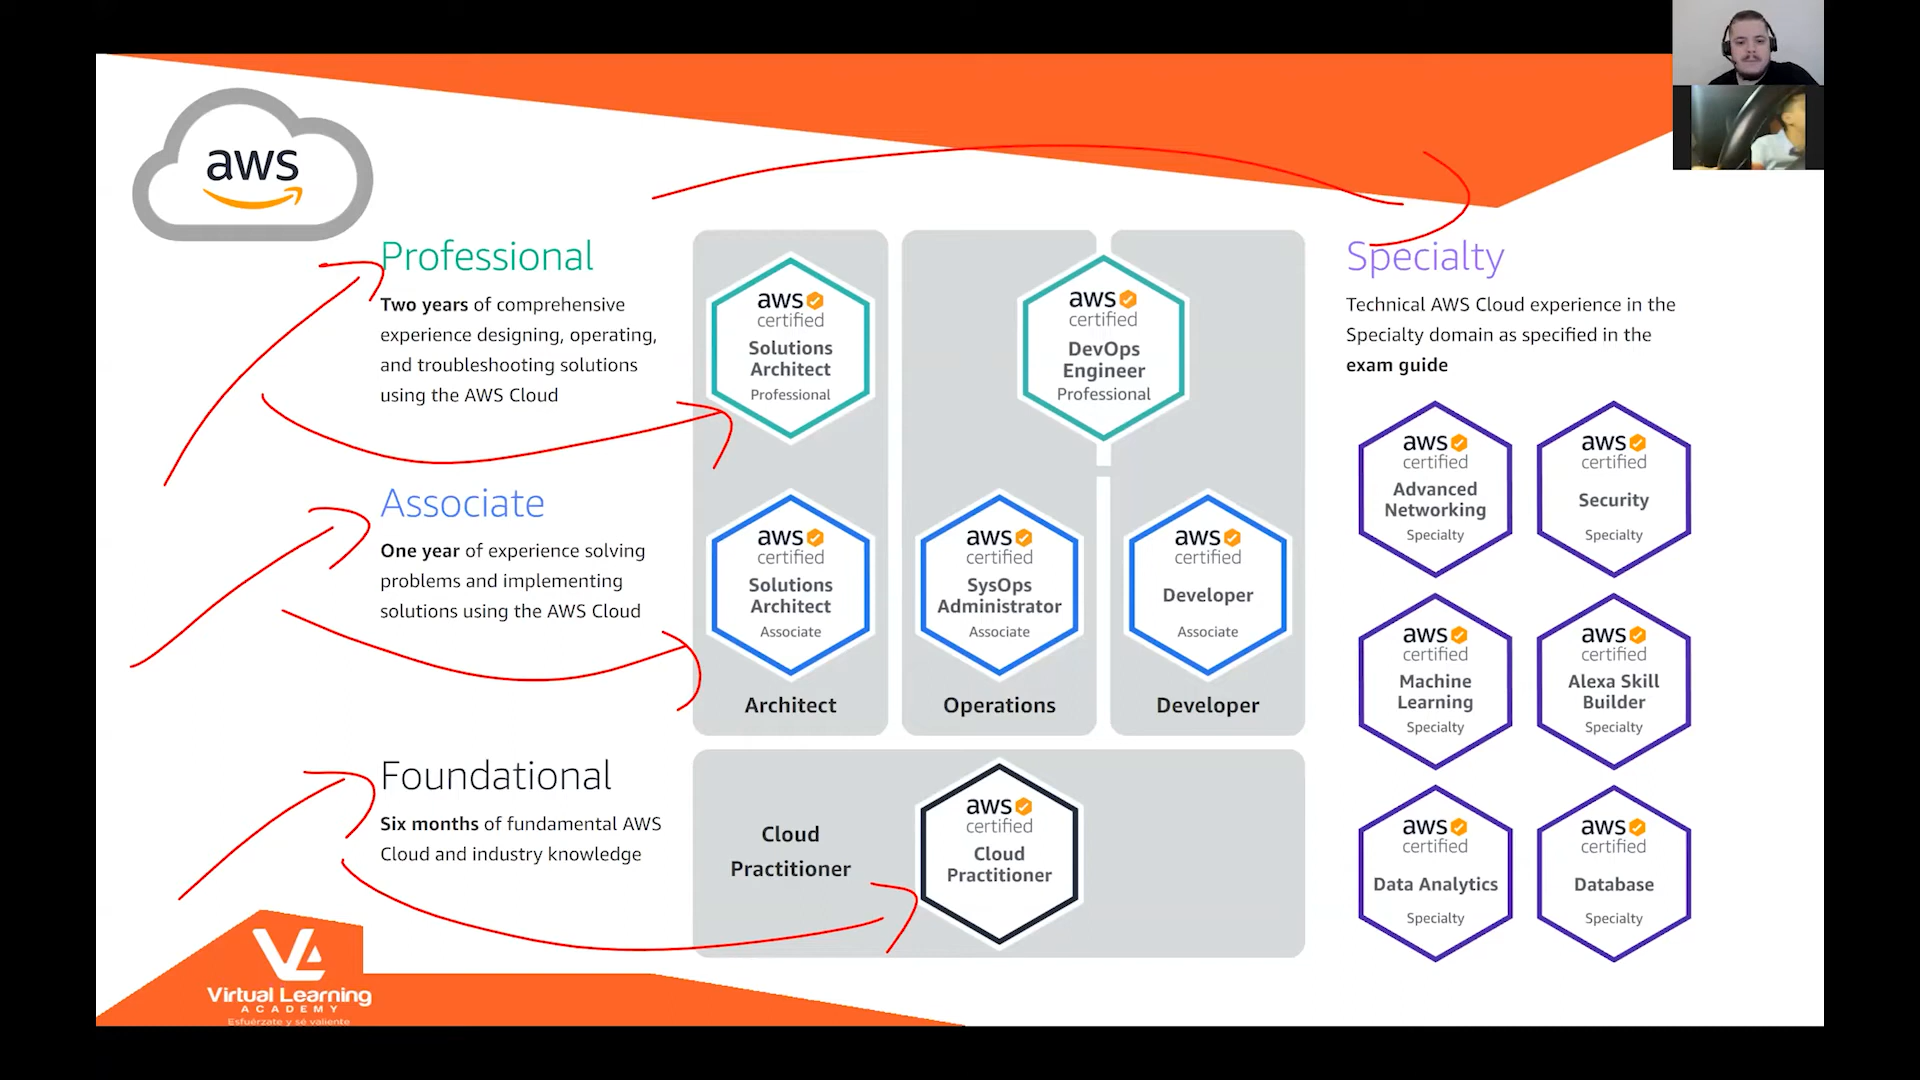 aws
Professional
Two years of comprehensive
experience designing, operating,
and troubleshooting solutions
using the AWS Cloud
aws
certified
Solutions
Architect
Professional
aws
certified
DevOps
Engineer
Professional
Associate
One year of experience solving
problems and implementing
solutions using the AWS Cloud
aws
certified
Solutions
Architect
Associate
aws
certified
SysOps
Administrator
Associate
aws
certified
Developer
Associate
Architect
Operations
Developer
Foundational
Six months of fundamental AWS
Cloud and industry knowledge
Cloud
Practitioner
aws
certified
Cloud
Practitioner
Specialty
Technical AWS Cloud experience in the
Specialty domain as specified in the
exam guide
aws
certified
Advanced
Networking
Specialty
aws
certified
Security
Specialty
aws
certified
Machine
Learning
Specialty
aws
certified
Alexa Skill
Builder
Specialty
aws
certified
Data Analytics
Specialty
aws
certified
Database
Specialty
VLA
Virtual Learning
ACADEMY
Esfuérzate y sé valiente